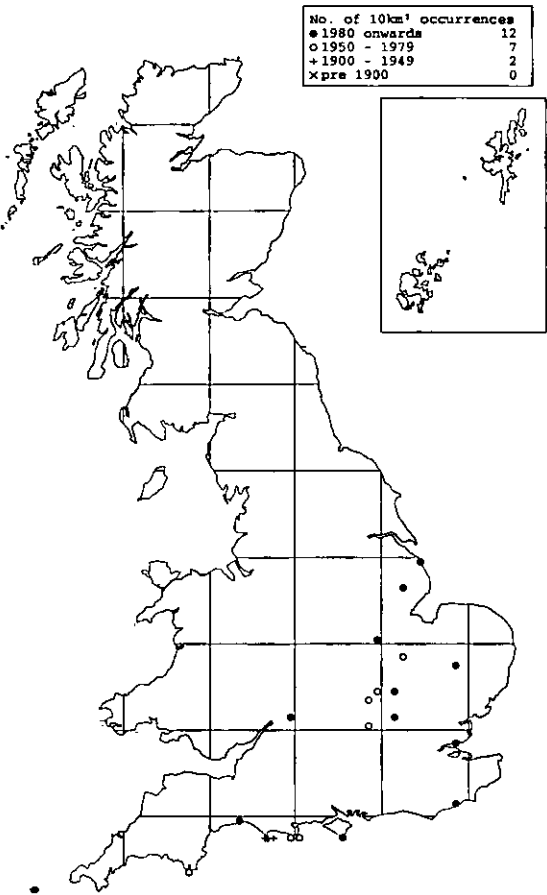 No. of 10km² occurrences
● 1980 onwards 12
○ 1950 - 1979 7
+ 1900 - 1949 2
× pre 1900 0